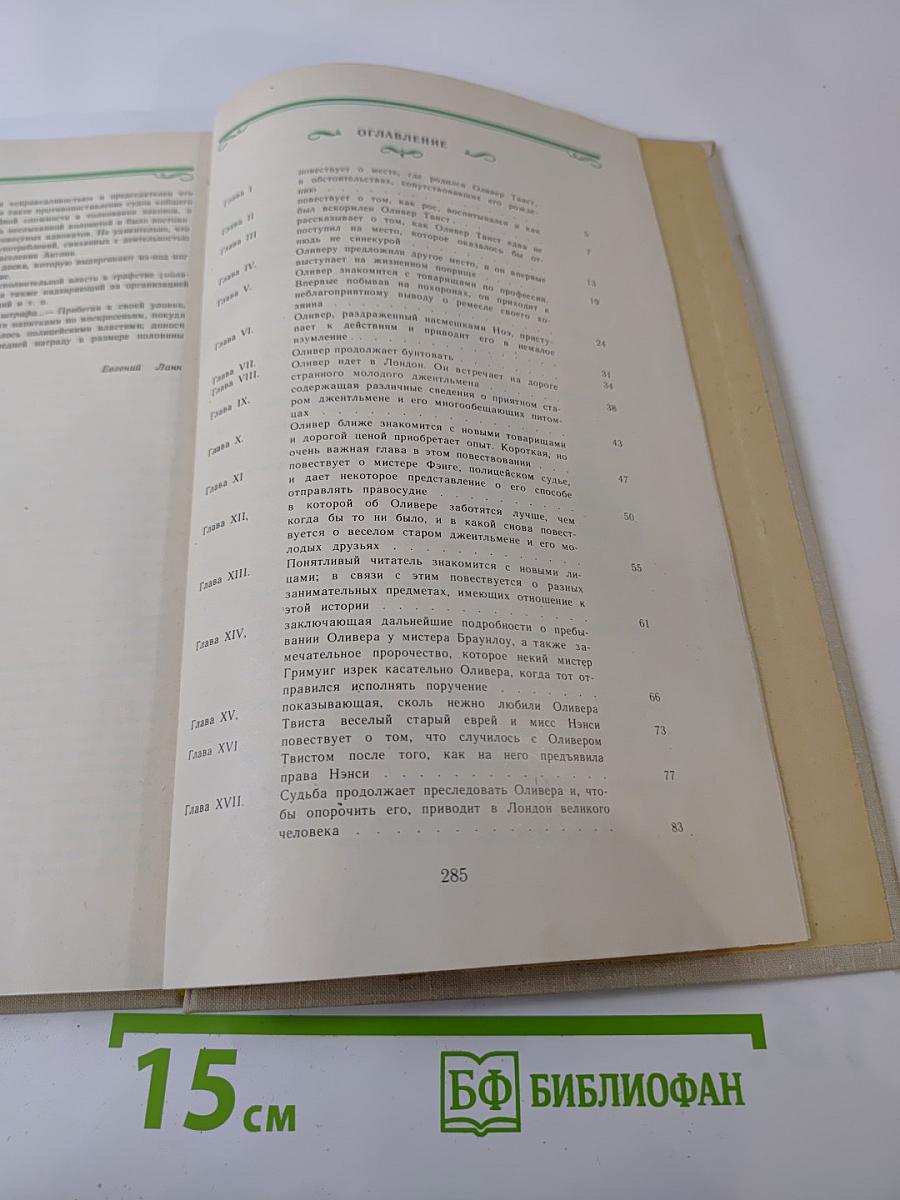 и несправедливостью» и председателем его
Евгений Ланн
ОГЛАВЛЕНИЕ
Глава I повествует о месте, где родился Оливер Твист,
и обстоятельствах, сопутствовавших его рожде-
нию . . . 5
Глава II повествует о том, как рос, воспитывался и как
был вскормлен Оливер Твист . . . 7
Глава III рассказывает о том, как Оливер Твист едва не
поступил на место, которое оказалось бы от-
нюдь не синекурой . . . 13
Глава IV. Оливеру предложили другое место, и он впервые
выступает на жизненном поприще . . . 19
Глава V. Оливер знакомится с товарищами по профессии.
Впервые побывав на похоронах, он приходит к
неблагоприятному выводу о ремесле своего хо-
зяина . . . 24
Глава VI. Оливер, раздраженный насмешками Ноэ, присту-
пает к действиям и приводит его в немалое
изумление . . . 31
Глава VII. Оливер продолжает бунтовать . . . 34
Глава VIII. Оливер идет в Лондон. Он встречает на дороге
странного молодого джентльмена . . . 38
Глава IX. содержащая различные сведения о приятном ста-
ром джентльмене и его многообещающих питом-
цах . . . 43
Глава X. Оливер ближе знакомится с новыми товарищами
и дорогой ценой приобретает опыт. Короткая, но
очень важная глава в этом повествовании . . . 47
Глава XI повествует о мистере Фэнге, полицейском судье,
и дает некоторое представление о его способе
отправлять правосудие . . . 50
Глава XII, в которой об Оливере заботятся лучше, чем
когда бы то ни было, и в какой снова повест-
вуется о веселом старом джентльмене и его мо-
лодых друзьях . . . 55
Глава XIII. Понятливый читатель знакомится с новыми ли-
цами; в связи с этим повествуется о разных
занимательных предметах, имеющих отношение к
этой истории . . . 61
Глава XIV, заключающая дальнейшие подробности о пребы-
вании Оливера у мистера Браунлоу, а также за-
мечательное пророчество, которое некий мистер
Гримуиг изрек касательно Оливера, когда тот от-
правился исполнять поручение . . . 66
Глава XV, показывающая, сколь нежно любили Оливера
Твиста веселый старый еврей и мисс Нэнси 73
Глава XVI повествует о том, что случилось с Оливером
Твистом после того, как на него предъявила
права Нэнси . . . 77
Глава XVII. Судьба продолжает преследовать Оливера и, что-
бы опорочить его, приводит в Лондон великого
человека . . . 83
285
15 см
БФ БИБЛИОФАН